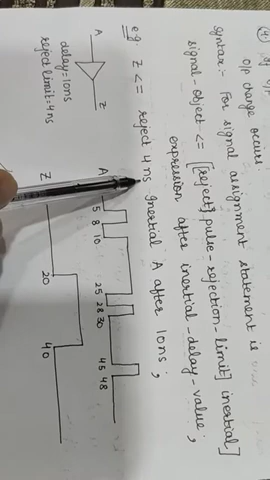 O/P change occurs
Syntax:- For signal assignment statement is
signal-object <= [[reject] pulse-rejection-limit] inertial]
expression after inertial-delay-value;
eg. Z <= reject 4ns Inertial A after 10ns;
A
Z
delay=10ns
reject limit=4ns
A
5 8 10 25 28 30 45 48
Z
20 40